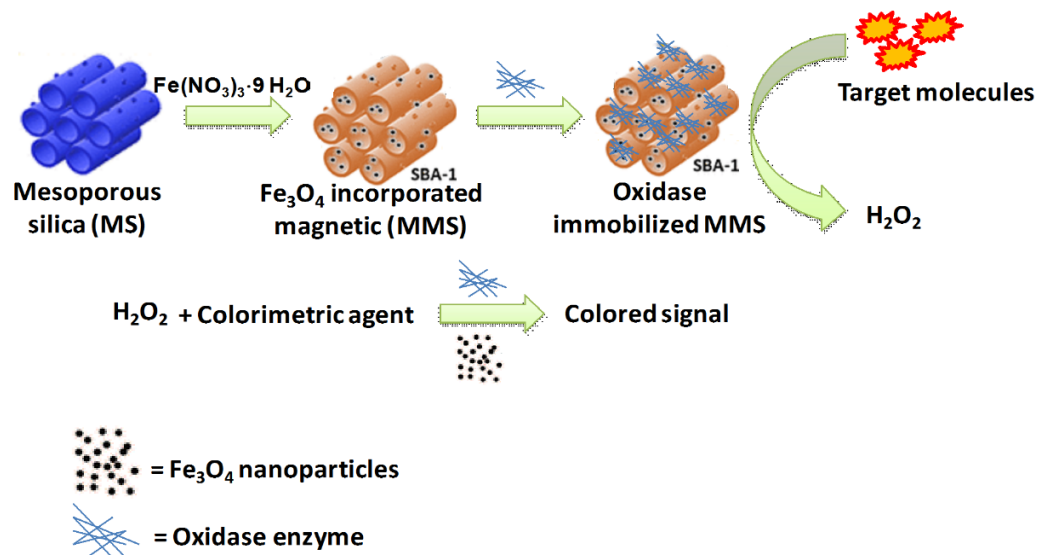 Fe(NO₃)₃·9 H₂O
Target molecules
SBA-1
SBA-1
Mesoporous
silica (MS)
Fe₃O₄ incorporated
magnetic (MMS)
Oxidase
immobilized MMS
H₂O₂
H₂O₂ + Colorimetric agent
Colored signal
= Fe₃O₄ nanoparticles
= Oxidase enzyme